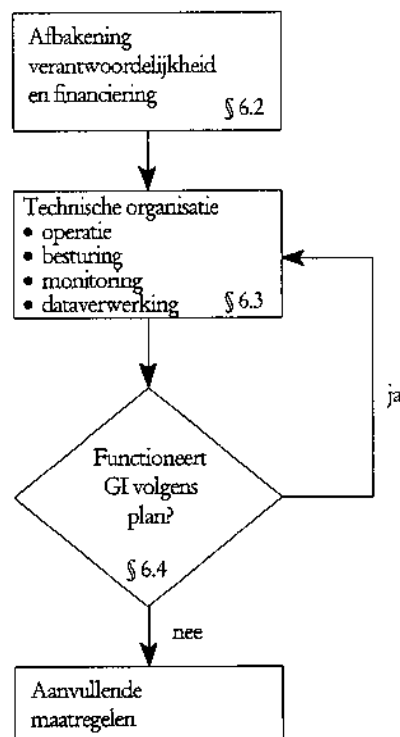 Afbakening
verantwoordelijkheid
en financiering
§ 6.2
Technische organisatie
• operatie
• besturing
• monitoring
• dataverwerking
§ 6.3
ja
Functioneert
GI volgens
plan?
§ 6.4
nee
Aanvullende
maatregelen